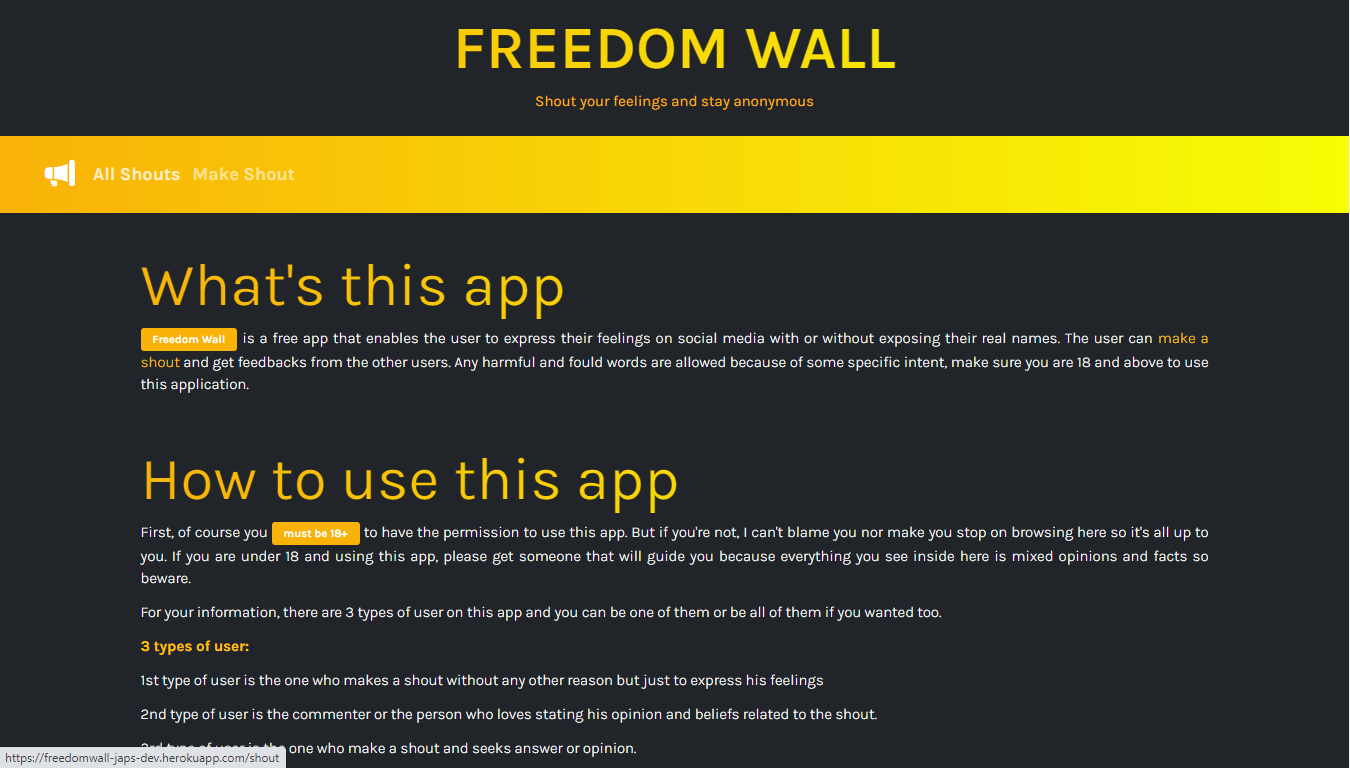 FREEDOM WALL
Shout your feelings and stay anonymous
All Shouts Make Shout
What's this app
Freedom Wall is a free app that enables the user to express their feelings on social media with or without exposing their real names. The user can make a
shout and get feedbacks from the other users. Any harmful and fould words are allowed because of some specific intent, make sure you are 18 and above to use
this application.
How to use this app
First, of course you must be 18+ to have the permission to use this app. But if you're not, I can't blame you nor make you stop on browsing here so it's all up to
you. If you are under 18 and using this app, please get someone that will guide you because everything you see inside here is mixed opinions and facts so
beware.
For your information, there are 3 types of user on this app and you can be one of them or be all of them if you wanted too.
3 types of user:
1st type of user is the one who makes a shout without any other reason but just to express his feelings
2nd type of user is the commenter or the person who loves stating his opinion and beliefs related to the shout.
3rd type of user is the one who make a shout and seeks answer or opinion.
https://freedomwall-japs-dev.herokuapp.com/shout